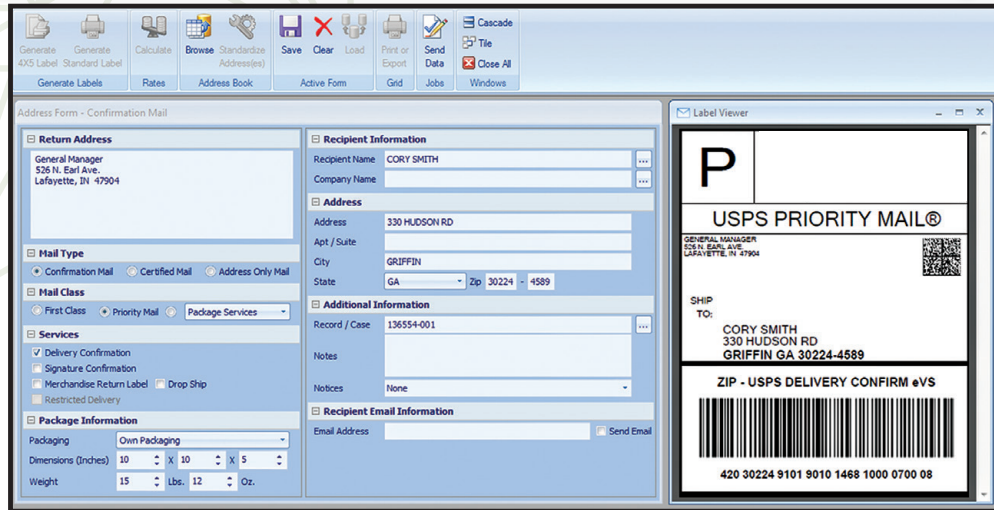 Generate 4X5 Label
Generate Standard Label
Calculate
Browse
Standardize Address(es)
Save
Clear
Load
Print or Export
Send Data
Cascade
Tile
Close All
Generate Labels
Rates
Address Book
Active Form
Grid
Jobs
Windows
Address Form - Confirmation Mail
Return Address
General Manager
526 N. Earl Ave.
Lafayette, IN 47904
Mail Type
Confirmation Mail Certified Mail Address Only Mail
Mail Class
First Class Priority Mail Package Services
Services
Delivery Confirmation
Signature Confirmation
Merchandise Return Label Drop Ship
Restricted Delivery
Package Information
Packaging Own Packaging
Dimensions (Inches) 10 X 10 X 5
Weight 15 Lbs. 12 Oz.
Recipient Information
Recipient Name CORY SMITH ...
Company Name ...
Address
Address 330 HUDSON RD
Apt / Suite
City GRIFFIN
State GA Zip 30224 - 4589
Additional Information
Record / Case 136554-001 ...
Notes
Notices None
Recipient Email Information
Email Address Send Email
Label Viewer
P
USPS PRIORITY MAIL®
GENERAL MANAGER
526 N. EARL AVE.
LAFAYETTE, IN 47904
SHIP
TO:
CORY SMITH
330 HUDSON RD
GRIFFIN GA 30224-4589
ZIP - USPS DELIVERY CONFIRM eVS
420 30224 9101 9010 1468 1000 0700 08